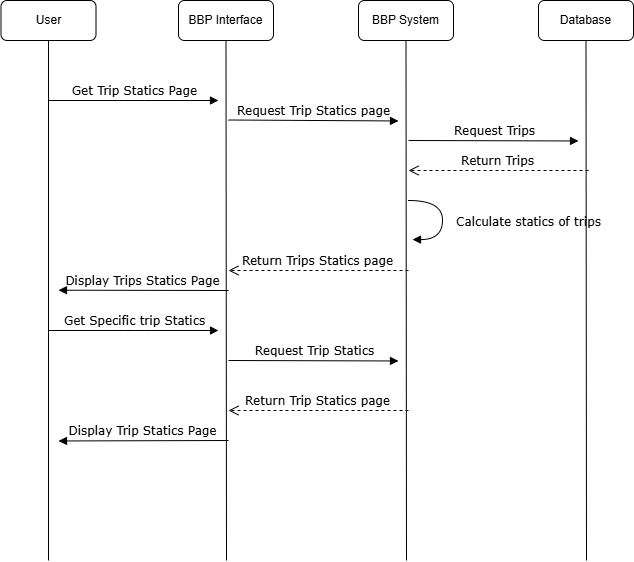 User
BBP Interface
BBP System
Database
Get Trip Statics Page
Request Trip Statics page
Request Trips
Return Trips
Calculate statics of trips
Return Trips Statics page
Display Trips Statics Page
Get Specific trip Statics
Request Trip Statics
Return Trip Statics page
Display Trip Statics Page